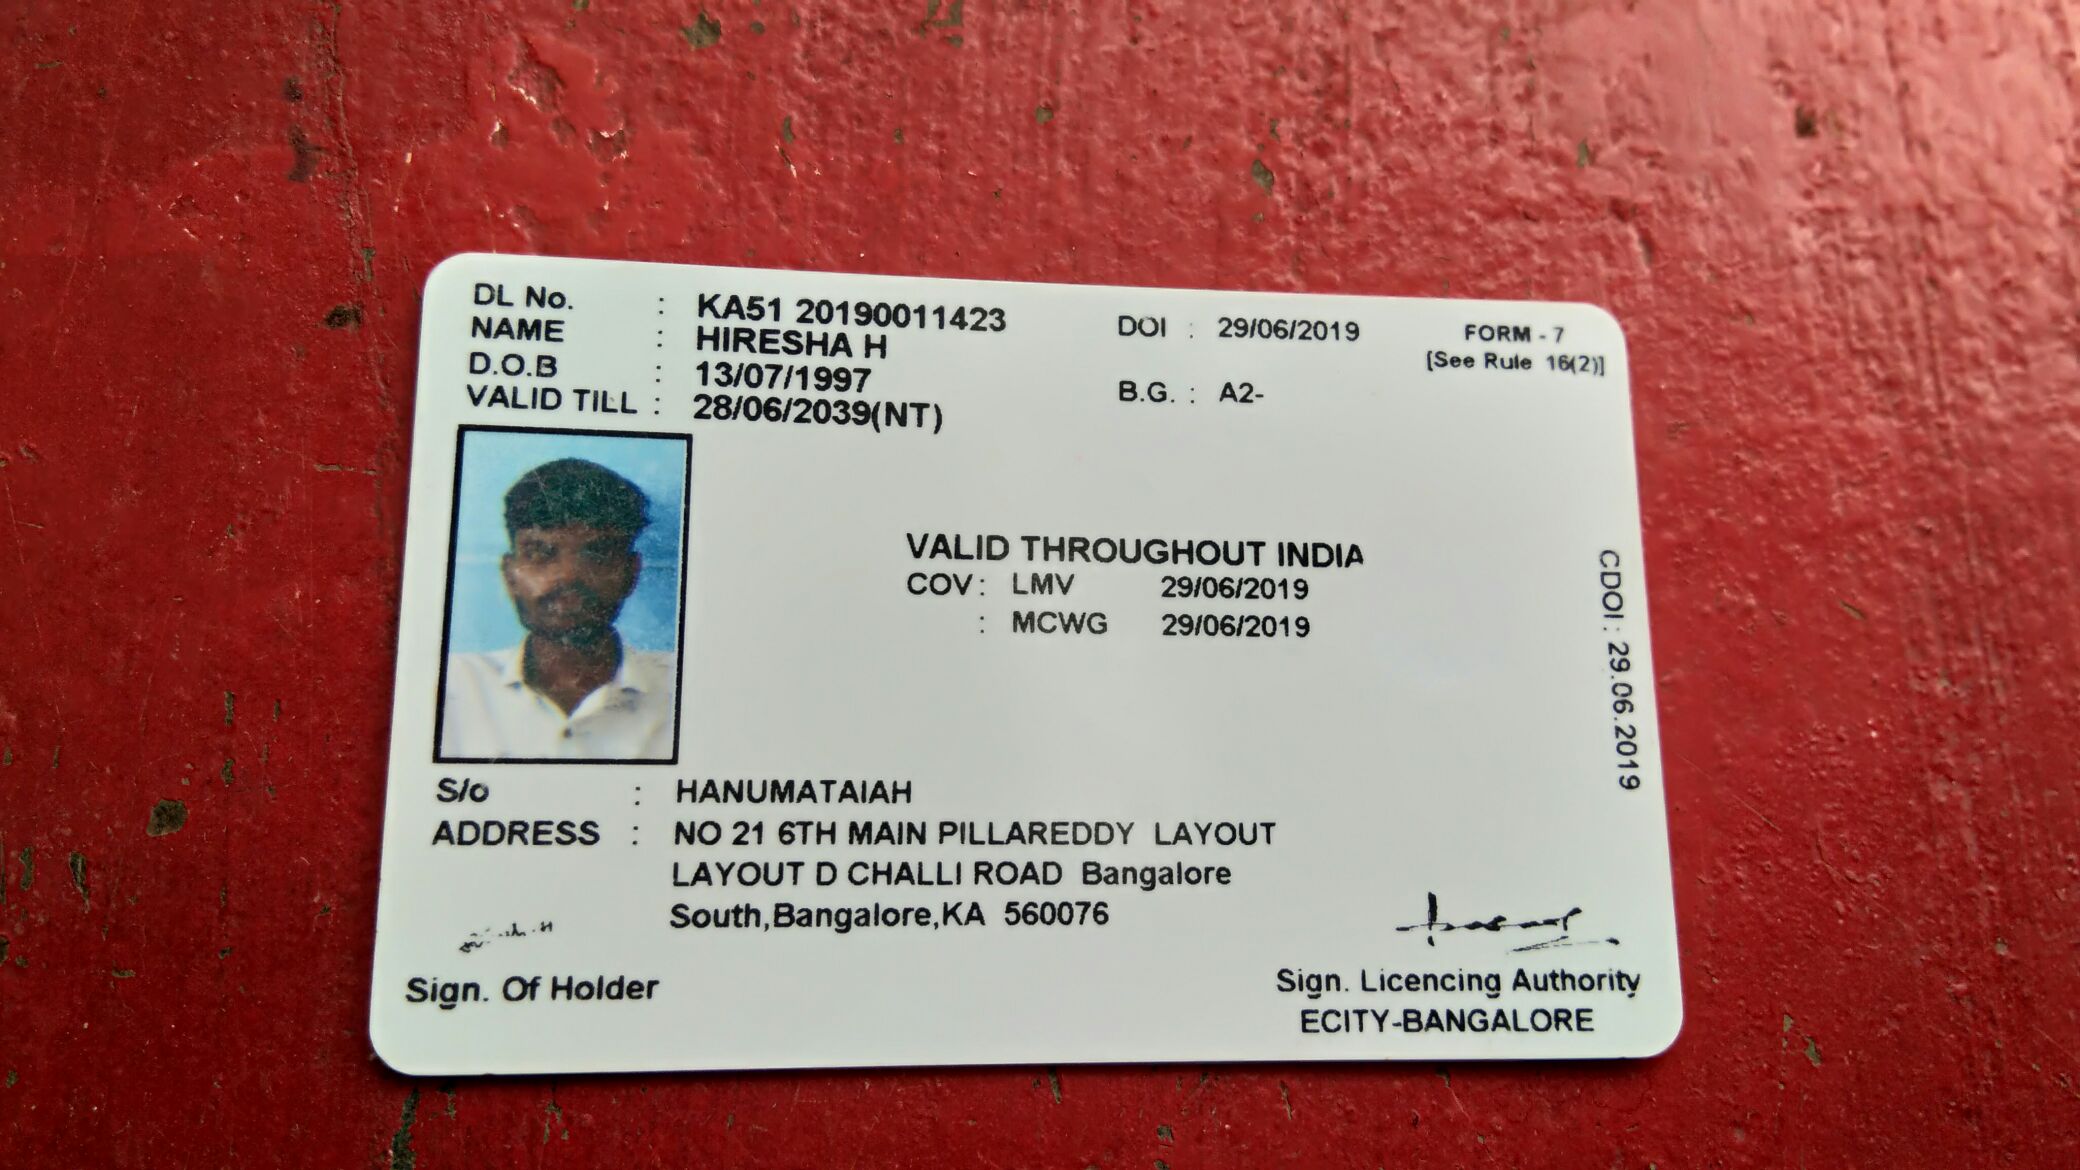 DL No. : KA51 20190011423 DOI : 29/06/2019 FORM - 7
NAME : HIRESHA H [See Rule 16(2)]
D.O.B : 13/07/1997 B.G. : A2-
VALID TILL : 28/06/2039(NT)
VALID THROUGHOUT INDIA
COV : LMV 29/06/2019
: MCWG 29/06/2019
CDOI : 29.06.2019
S/o : HANUMATAIAH
ADDRESS : NO 21 6TH MAIN PILLAREDDY LAYOUT
LAYOUT D CHALLI ROAD Bangalore
South,Bangalore,KA 560076
Sign. Of Holder
Sign. Licencing Authority
ECITY-BANGALORE